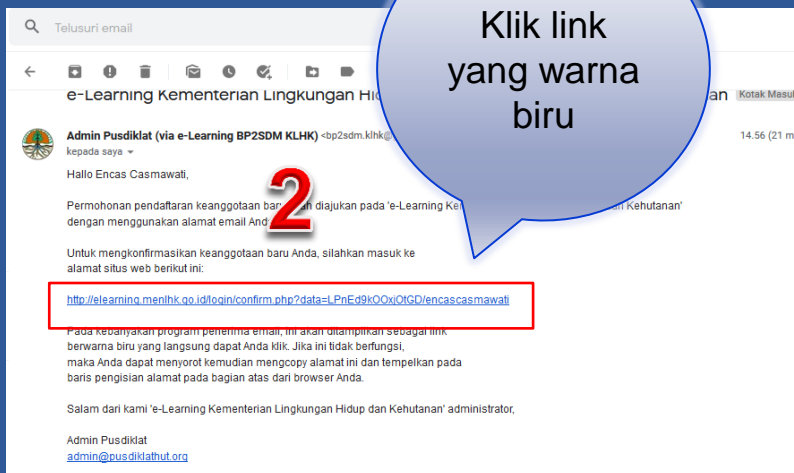 Klik link
yang warna
biru
Telusuri email
e-Learning Kementerian Lingkungan an Kotak Masuk
Admin Pusdiklat (via e-Learning BP2SDM KLHK) <bp2sdm.klhk@ 14.56 (21 m
kepada saya
Hallo Encas Casmawati,
2
Permohonan pendaftaran keanggotaan diajukan pada 'e-Learning Kehutanan'
dengan menggunakan alamat email
Untuk mengkonfirmasikan keanggotaan baru Anda, silahkan masuk ke
alamat situs web berikut ini:
http://elearning.menlhk.go.id/login/confirm.php?data=LPnEd9kOOxjOtGD/encascasmawati
Pada kebanyakan program penerima email, ini akan ditampilkan sebagai link
berwarna biru yang langsung dapat Anda klik. Jika ini tidak berfungsi,
maka Anda dapat menyorot kemudian mengcopy alamat ini dan tempelkan pada
baris pengisian alamat pada bagian atas dari browser Anda.
Salam dari kami 'e-Learning Kementerian Lingkungan Hidup dan Kehutanan' administrator,
Admin Pusdiklat
admin@pusdiklathut.org